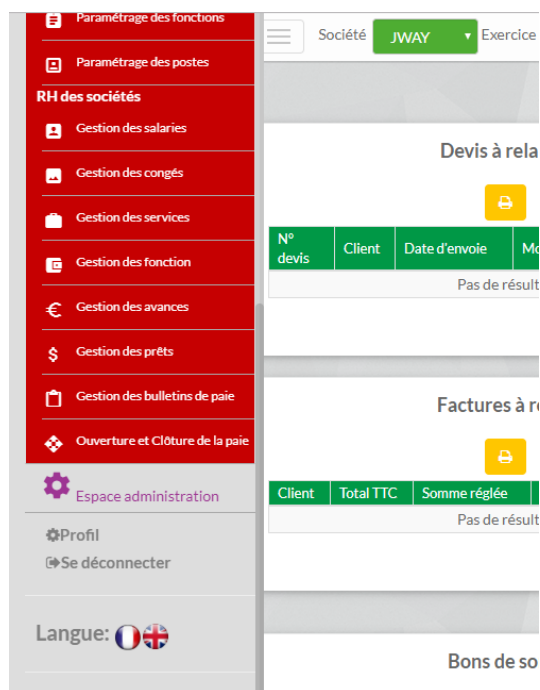 Paramétrage des fonctions
Paramétrage des postes
RH des sociétés
Gestion des salaries
Gestion des congés
Gestion des services
Gestion des fonction
Gestion des avances
Gestion des prêts
Gestion des bulletins de paie
Ouverture et Clôture de la paie
Espace administration
Profil
Se déconnecter
Langue:
Société JWAY Exercice
Devis à rela
N° devis Client Date d'envoie Mo
Pas de résult
Factures à r
Client Total TTC Somme réglée
Pas de résult
Bons de so